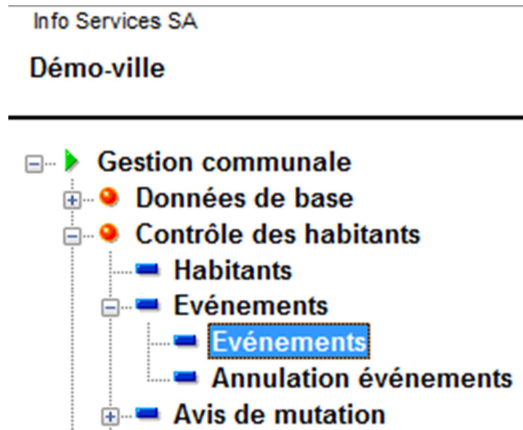 Info Services SA
Démo-ville
Gestion communale
Données de base
Contrôle des habitants
Habitants
Evénements
Evénements
Annulation événements
Avis de mutation